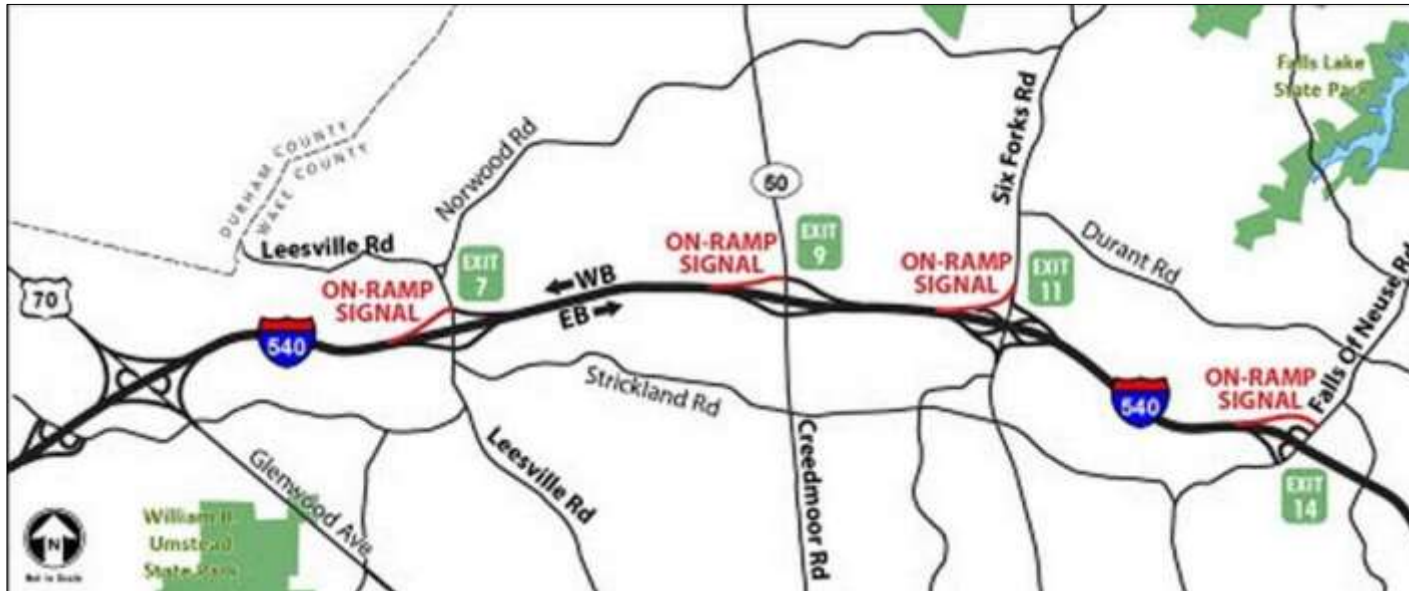 Falls Lake
State Park
DURHAM COUNTY
WAKE COUNTY
Norwood Rd
Six Forks Rd
50
Leesville Rd
EXIT
7
ON-RAMP
SIGNAL
EXIT
9
ON-RAMP
SIGNAL
EXIT
11
Durant Rd
70
ON-RAMP
SIGNAL
WB
EB
540
Falls Of Neuse Rd
Strickland Rd
540
ON-RAMP
SIGNAL
Leesville Rd
Creedmoor Rd
Glenwood Ave
EXIT
14
William B.
Umstead
State Park
N
Not to Scale